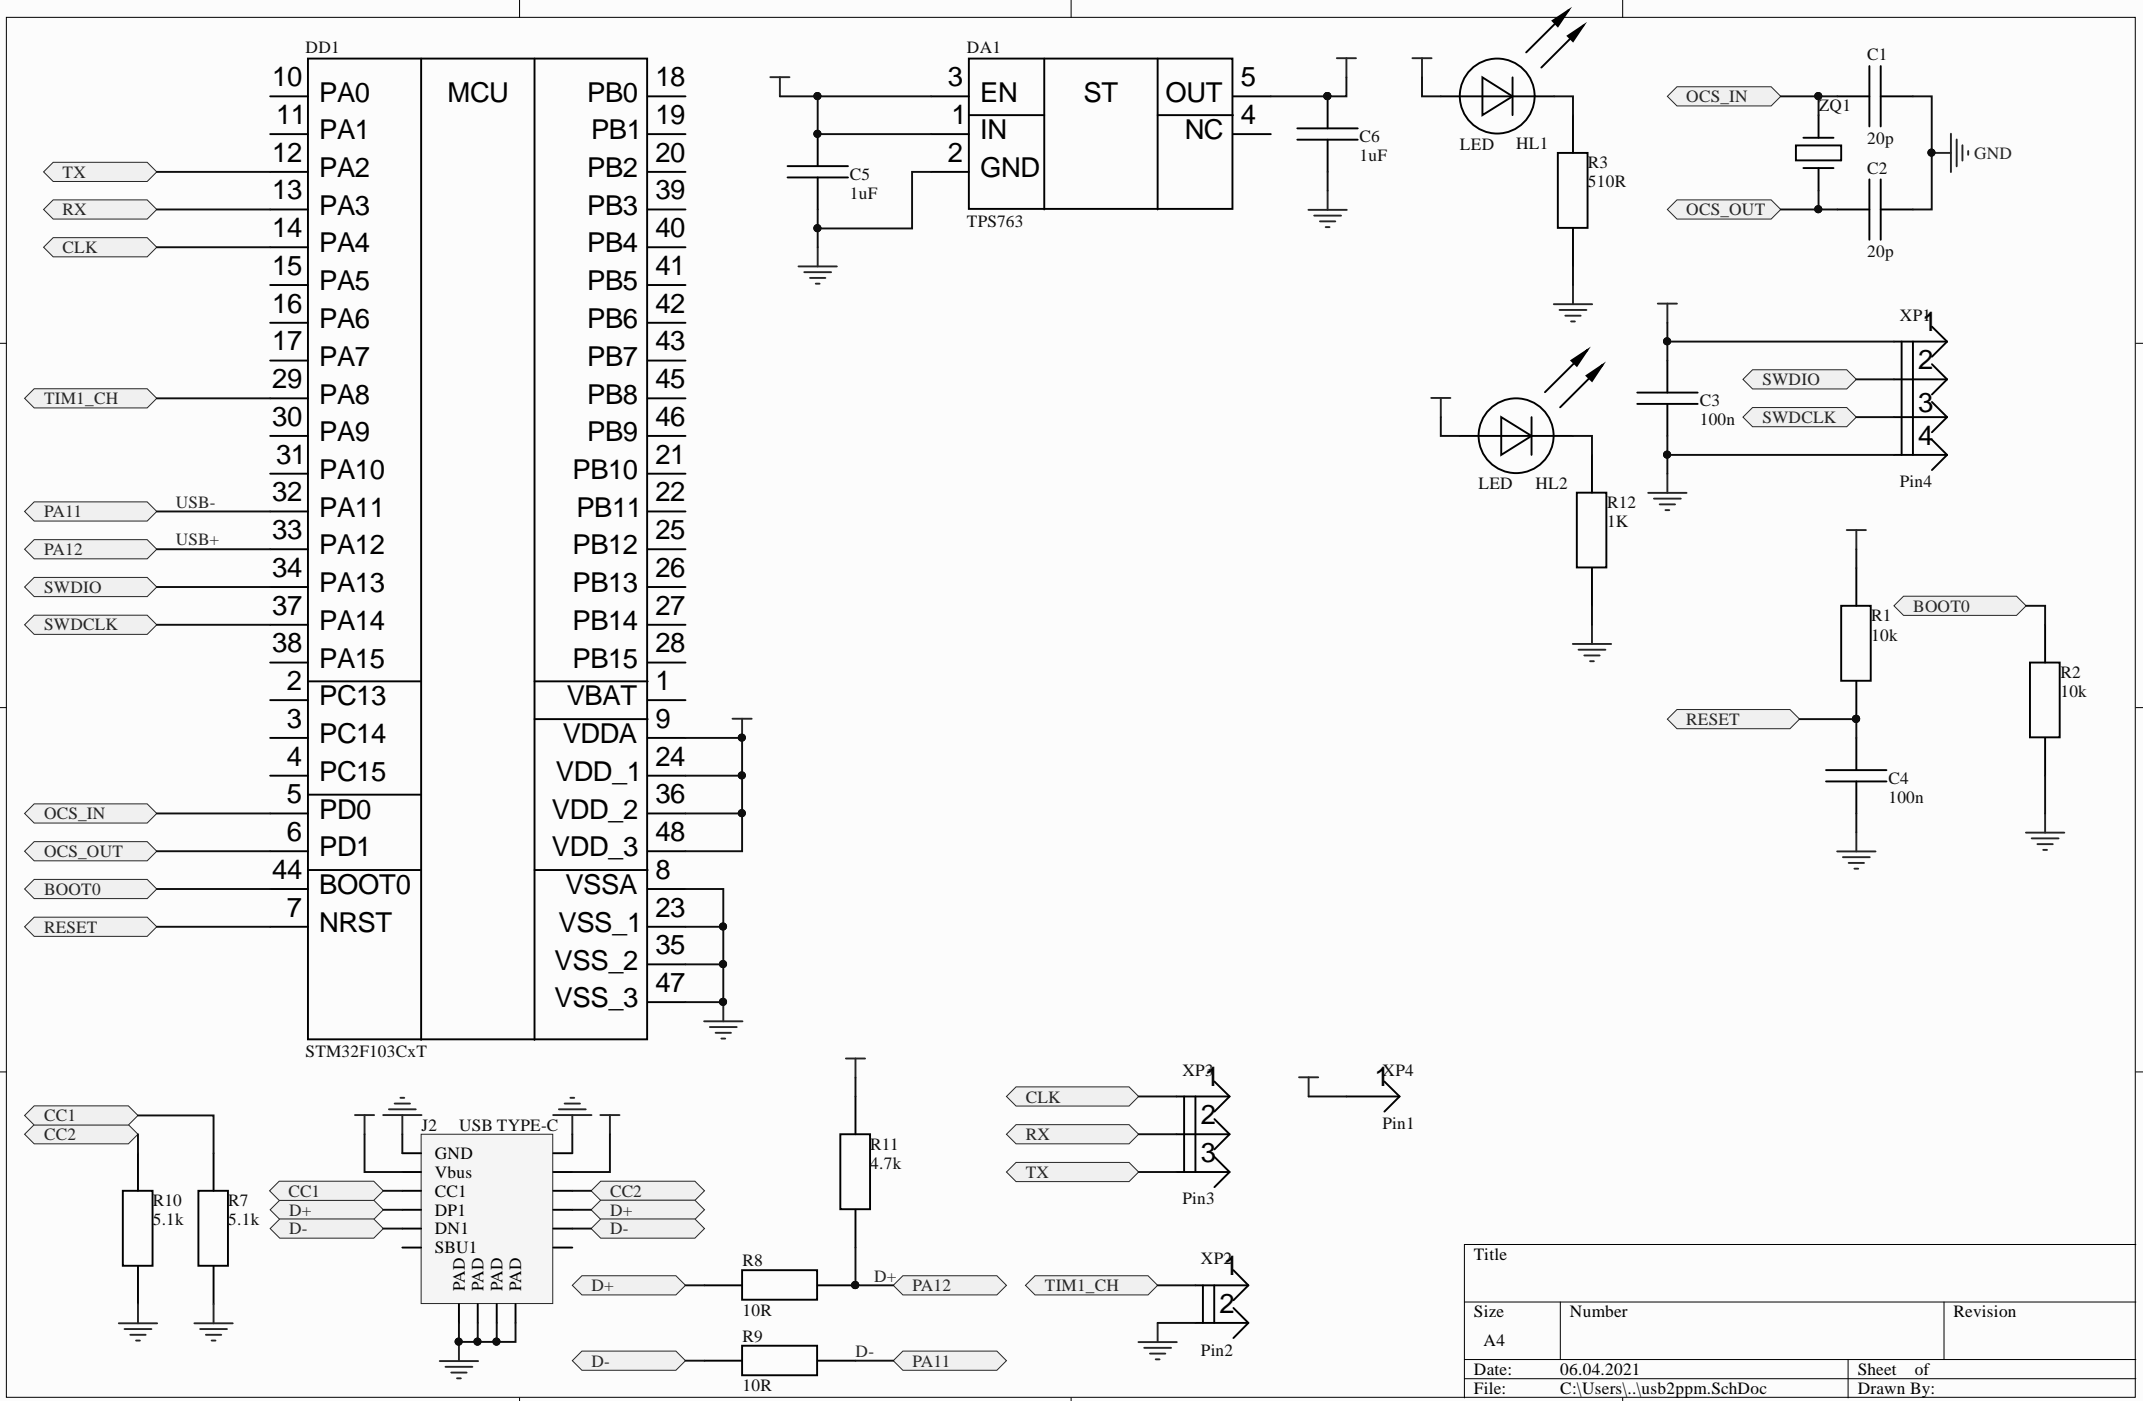 DD1
MCU
10 PA0
11 PA1
TX 12 PA2
RX 13 PA3
CLK 14 PA4
15 PA5
16 PA6
17 PA7
TIM1_CH 29 PA8
30 PA9
31 PA10
PA11 USB- 32 PA11
PA12 USB+ 33 PA12
SWDIO 34 PA13
SWDCLK 37 PA14
38 PA15
2 PC13
3 PC14
4 PC15
OCS_IN 5 PD0
OCS_OUT 6 PD1
BOOT0 44 BOOT0
RESET 7 NRST
PB0 18
PB1 19
PB2 20
PB3 39
PB4 40
PB5 41
PB6 42
PB7 43
PB8 45
PB9 46
PB10 21
PB11 22
PB12 25
PB13 26
PB14 27
PB15 28
VBAT 1
VDDA 9
VDD_1 24
VDD_2 36
VDD_3 48
VSSA 8
VSS_1 23
VSS_2 35
VSS_3 47
STM32F103CxT
DA1
3 EN ST OUT 5
1 IN NC 4
2 GND
TPS763
C5
1uF
C6
1uF
LED HL1
R3
510R
LED HL2
R12
1K
OCS_IN
OCS_OUT
ZQ1
C1
20p
C2
20p
GND
XP1
1
SWDIO 2
SWDCLK 3
4
Pin4
C3
100n
R1
10k
RESET
C4
100n
BOOT0
R2
10k
CC1
CC2
R10
5.1k
R7
5.1k
J2 USB TYPE-C
GND
Vbus
CC1 CC1 CC2
D+ DP1 D+
D- DN1 D-
SBU1
PAD PAD PAD PAD
R11
4.7k
D+ R8 D+ PA12
10R
D- R9 D- PA11
10R
XP3
CLK 1
RX 2
TX 3
Pin3
1 XP4
Pin1
XP2
TIM1_CH 1
2
Pin2
Title
Size Number Revision
A4
Date: 06.04.2021 Sheet of
File: C:\Users\..\usb2ppm.SchDoc Drawn By: